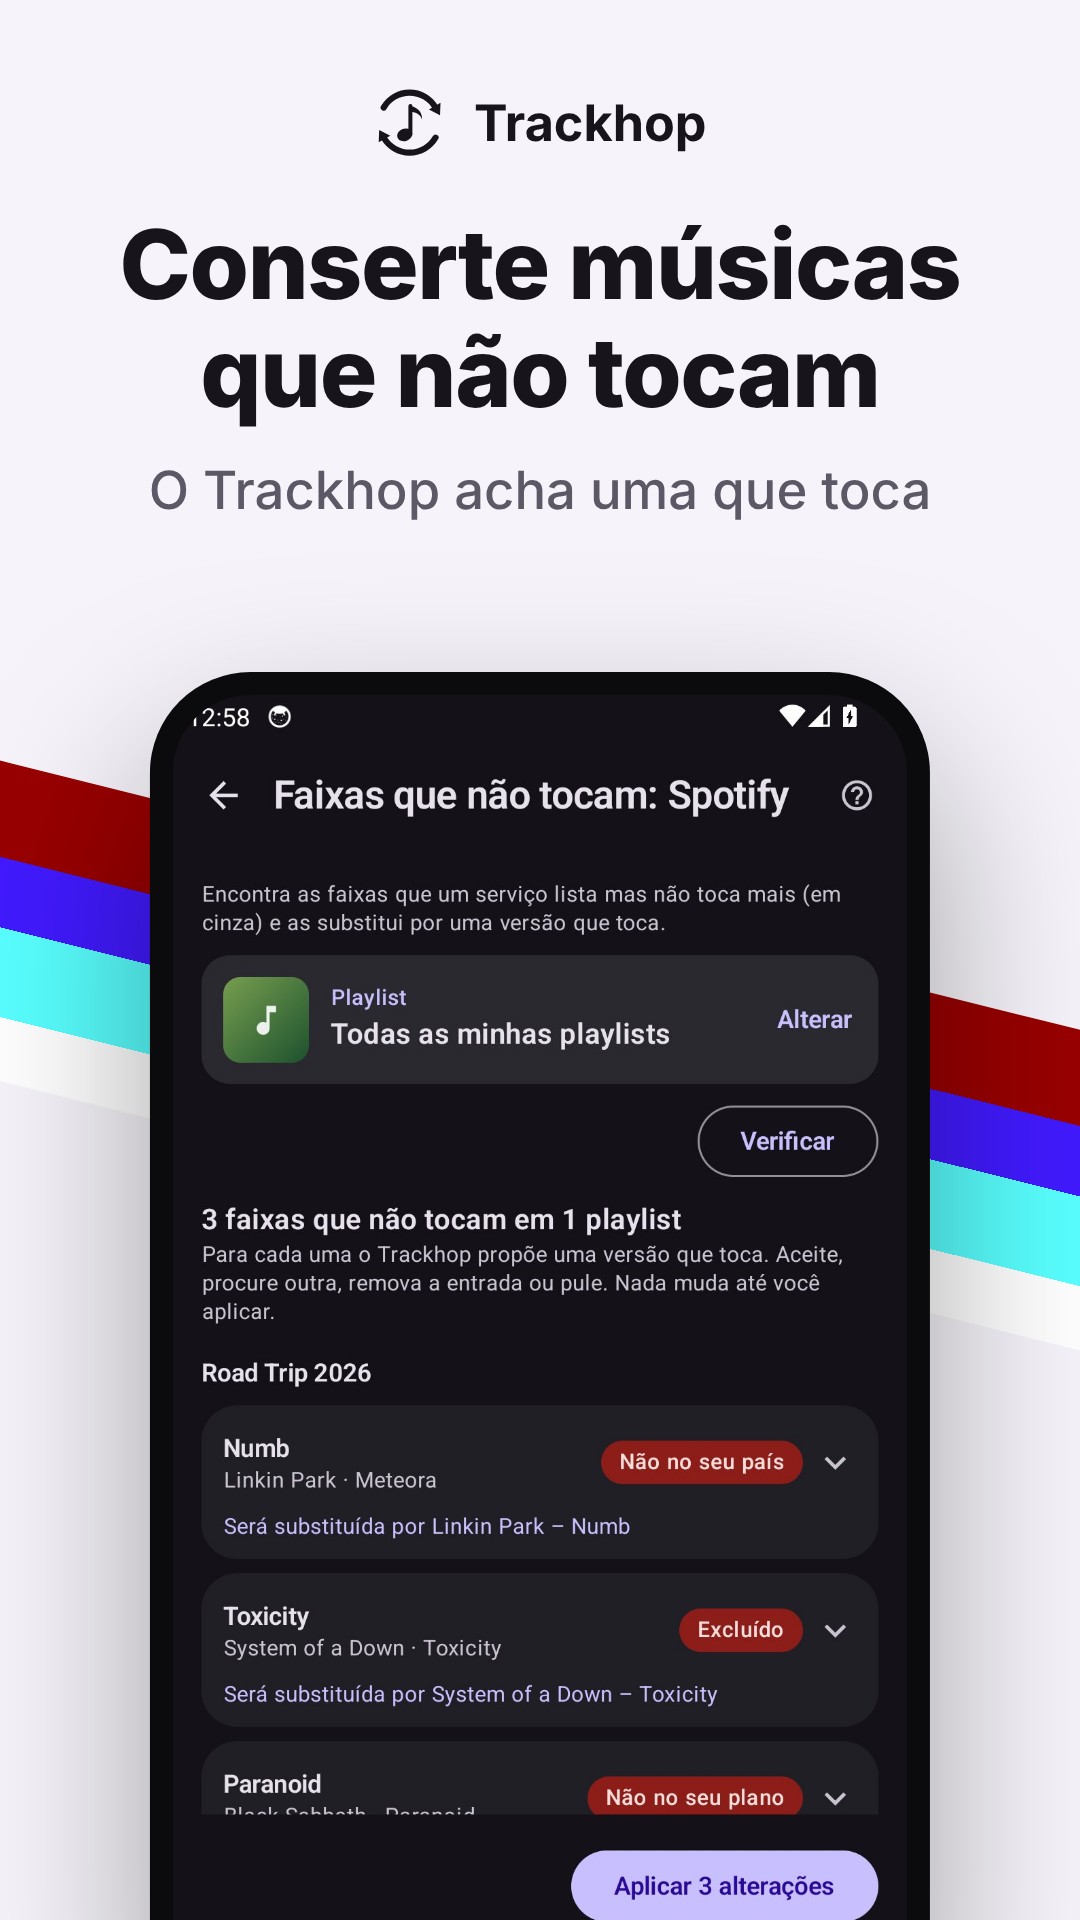 Trackhop
Conserte músicas
que não tocam
O Trackhop acha uma que toca
2:58
Faixas que não tocam: Spotify
Encontra as faixas que um serviço lista mas não toca mais (em
cinza) e as substitui por uma versão que toca.
Playlist
Todas as minhas playlists
Alterar
Verificar
3 faixas que não tocam em 1 playlist
Para cada uma o Trackhop propõe uma versão que toca. Aceite,
procure outra, remova a entrada ou pule. Nada muda até você
aplicar.
Road Trip 2026
Numb
Linkin Park · Meteora
Não no seu país
Será substituída por Linkin Park – Numb
Toxicity
System of a Down · Toxicity
Excluído
Será substituída por System of a Down – Toxicity
Paranoid
Black Sabbath · Paranoid
Não no seu plano
Aplicar 3 alterações